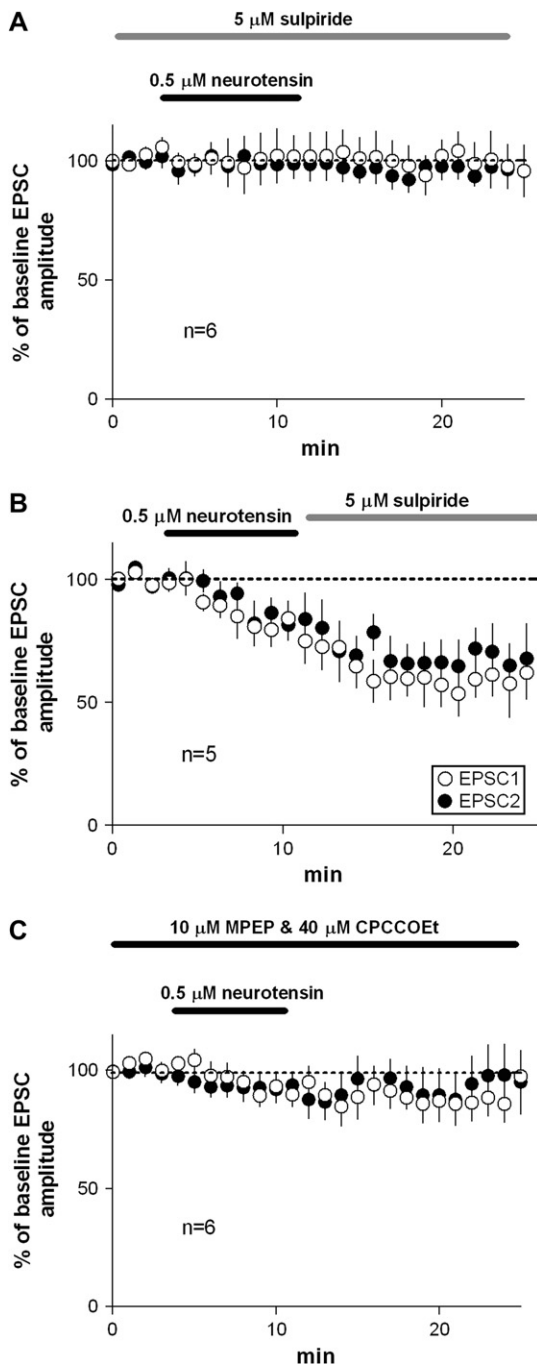 A
5 μM sulpiride
0.5 μM neurotensin
% of baseline EPSC
amplitude
100
50
0
n=6
0
10
20
min
B
0.5 μM neurotensin
5 μM sulpiride
% of baseline EPSC
amplitude
100
50
0
n=5
EPSC1
EPSC2
0
10
20
min
C
10 μM MPEP & 40 μM CPCCOEt
0.5 μM neurotensin
% of baseline EPSC
amplitude
100
50
0
n=6
0
10
20
min